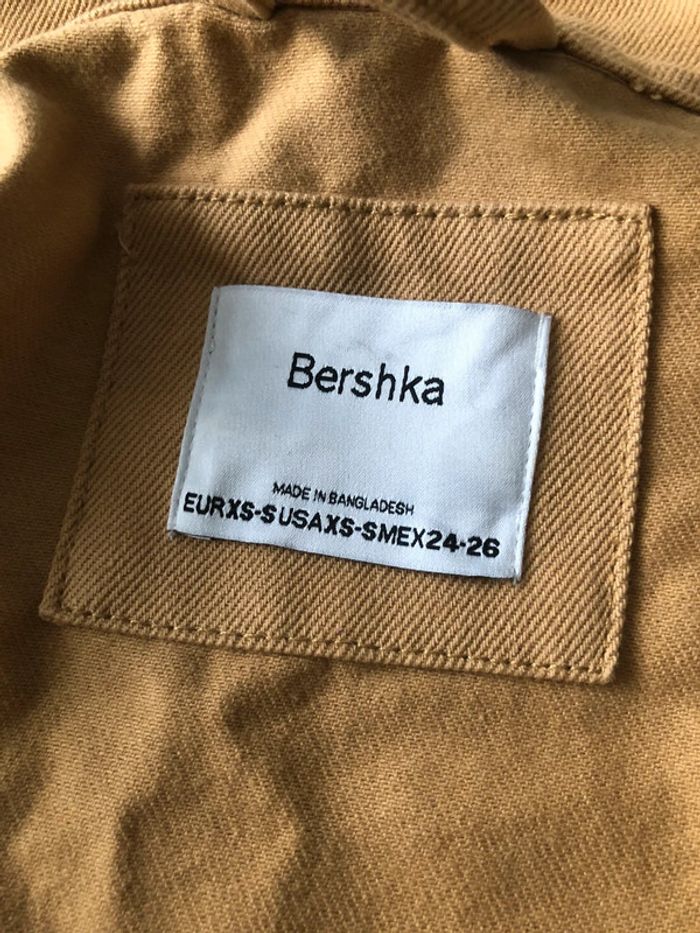 Bershka
MADE IN BANGLADESH
EURXS-SUSAXS-SMEX24-26